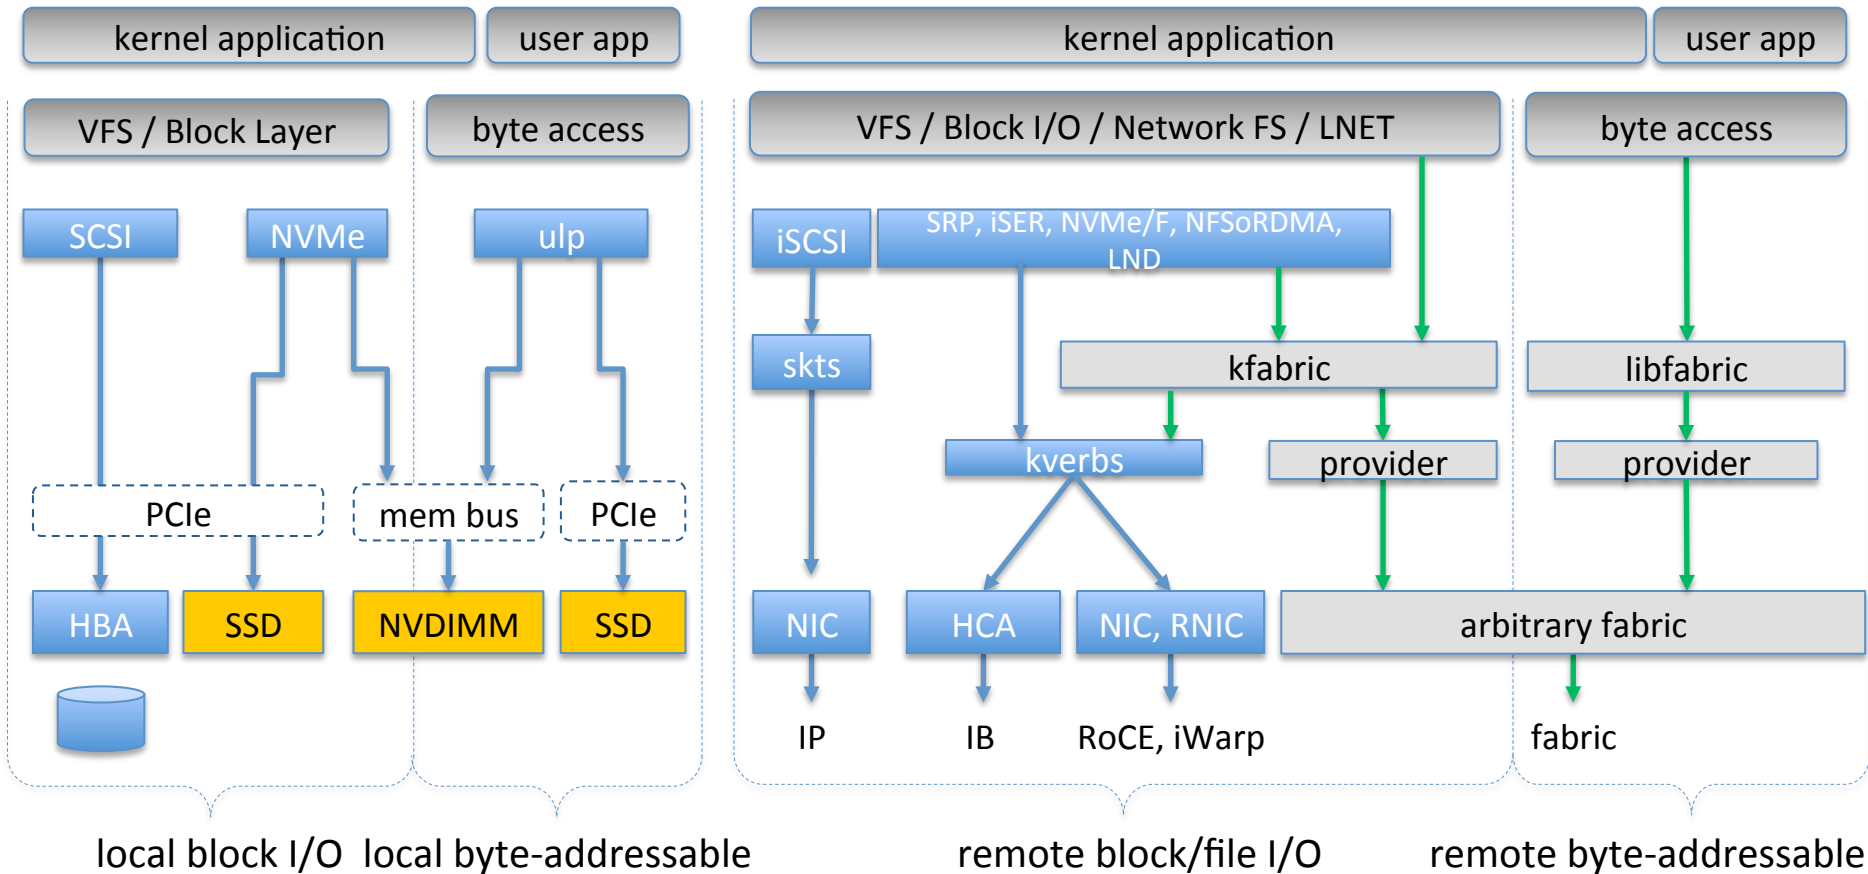 kernel application
user app
kernel application
user app
VFS / Block Layer
byte access
VFS / Block I/O / Network FS / LNET
byte access
SCSI
NVMe
ulp
iSCSI
SRP, iSER, NVMe/F, NFSoRDMA,
LND
skts
kfabric
libfabric
kverbs
provider
provider
PCIe
mem bus
PCIe
HBA
SSD
NVDIMM
SSD
NIC
HCA
NIC, RNIC
arbitrary fabric
IP
IB
RoCE, iWarp
fabric
local block I/O
local byte-addressable
remote block/file I/O
remote byte-addressable